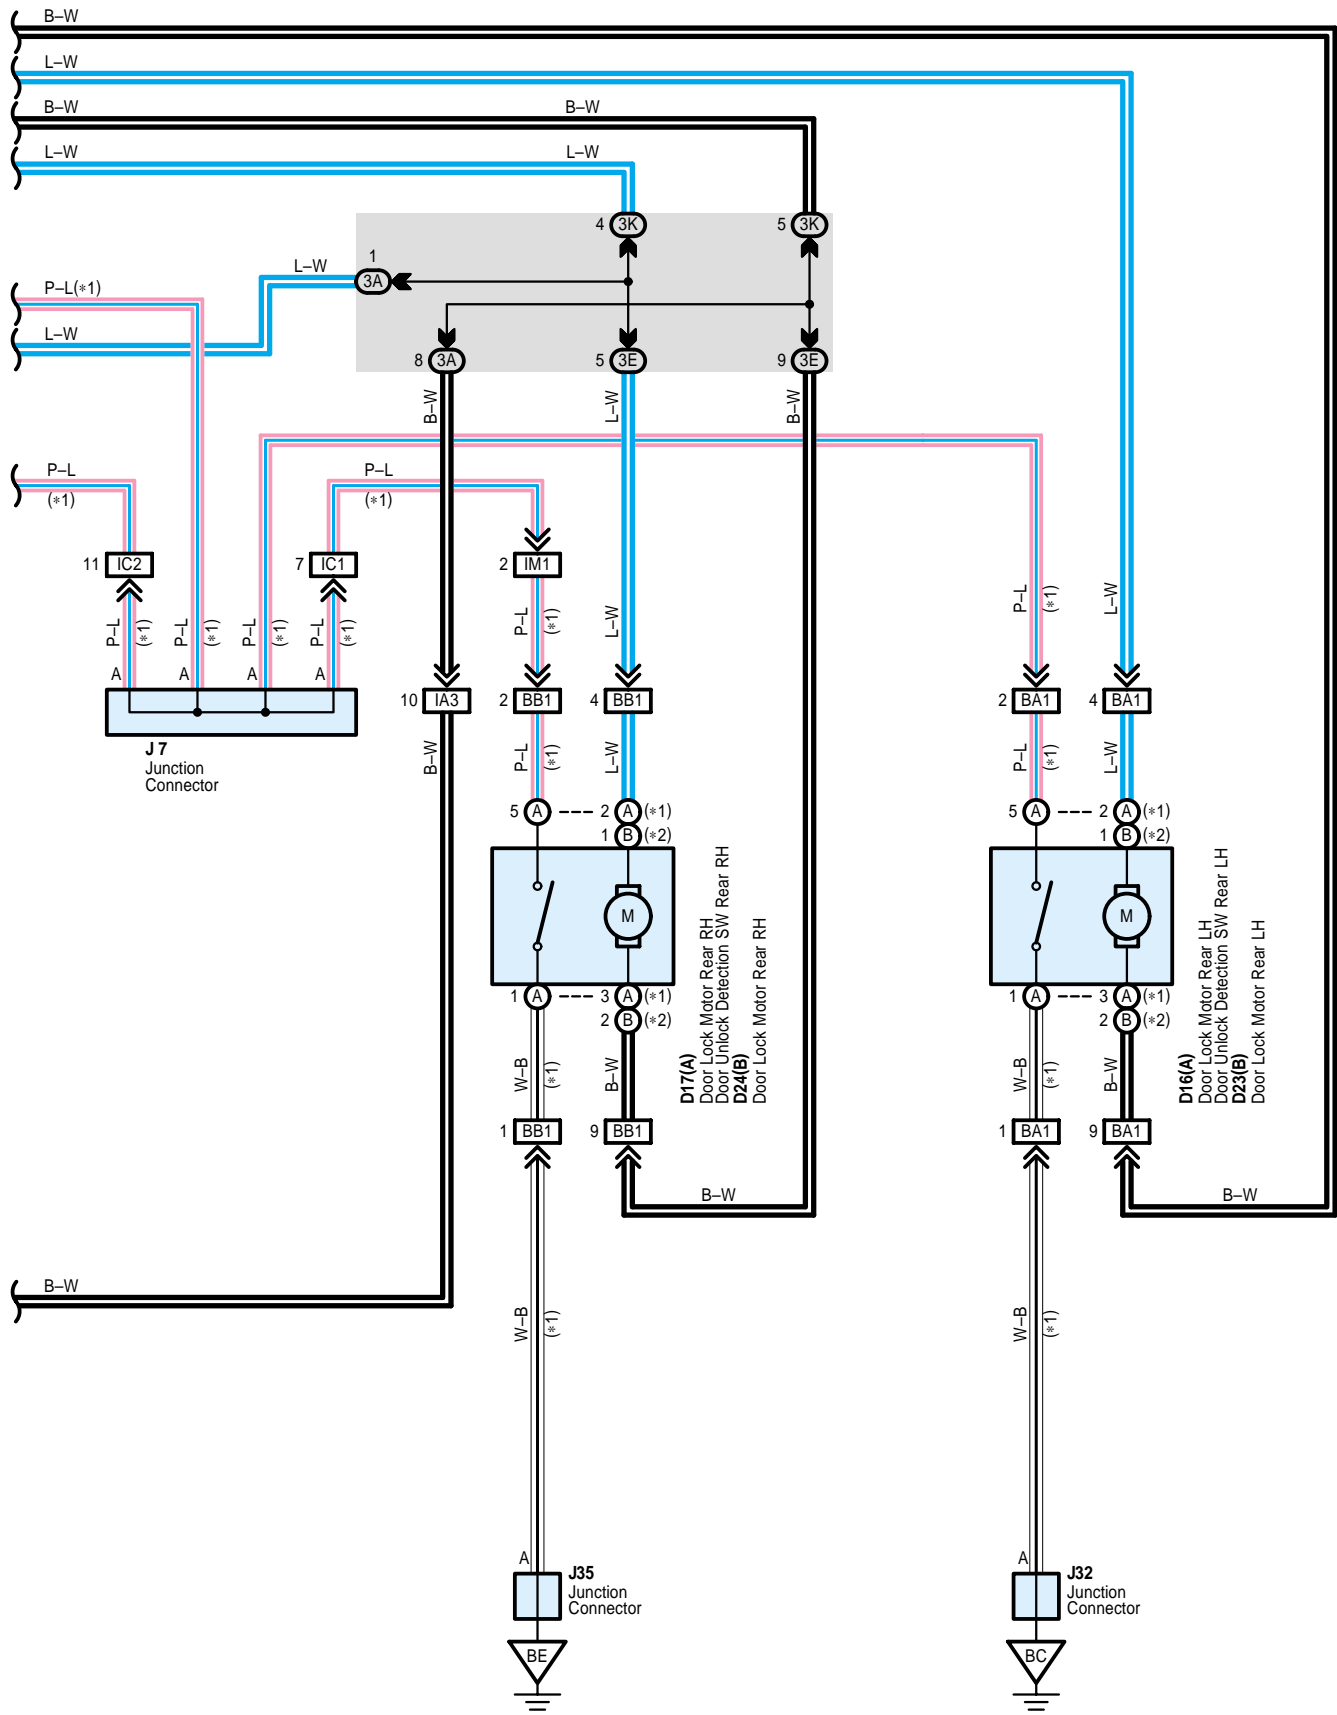 B–W
L–W
B–W B–W
L–W L–W
4 3K 5 3K
1
L–W 3A
P–L(∗1)
L–W
8 3A 5 3E 9 3E
B–W L–W B–W
P–L P–L
(∗1) (∗1)
11 IC2 7 IC1 2 IM1
P–L (∗1) P–L (∗1) P–L (∗1) P–L (∗1) P–L (∗1) L–W P–L (∗1) L–W
A A A A
10 IA3 2 BB1 4 BB1 2 BA1 4 BA1
J 7
Junction
Connector
B–W P–L (∗1) L–W P–L (∗1) L–W
5 A 2 A (∗1) 5 A 2 A (∗1)
1 B (∗2) 1 B (∗2)
M M
D17(A)
Door Lock Motor Rear RH
Door Unlock Detection SW Rear RH
D24(B)
Door Lock Motor Rear RH
D16(A)
Door Lock Motor Rear LH
Door Unlock Detection SW Rear LH
D23(B)
Door Lock Motor Rear LH
1 A 3 A (∗1) 1 A 3 A (∗1)
2 B (∗2) 2 B (∗2)
W–B (∗1) B–W W–B (∗1) B–W
1 BB1 9 BB1 1 BA1 9 BA1
B–W B–W
B–W
W–B (∗1) W–B (∗1)
A A
J35
Junction
Connector
J32
Junction
Connector
BE BC